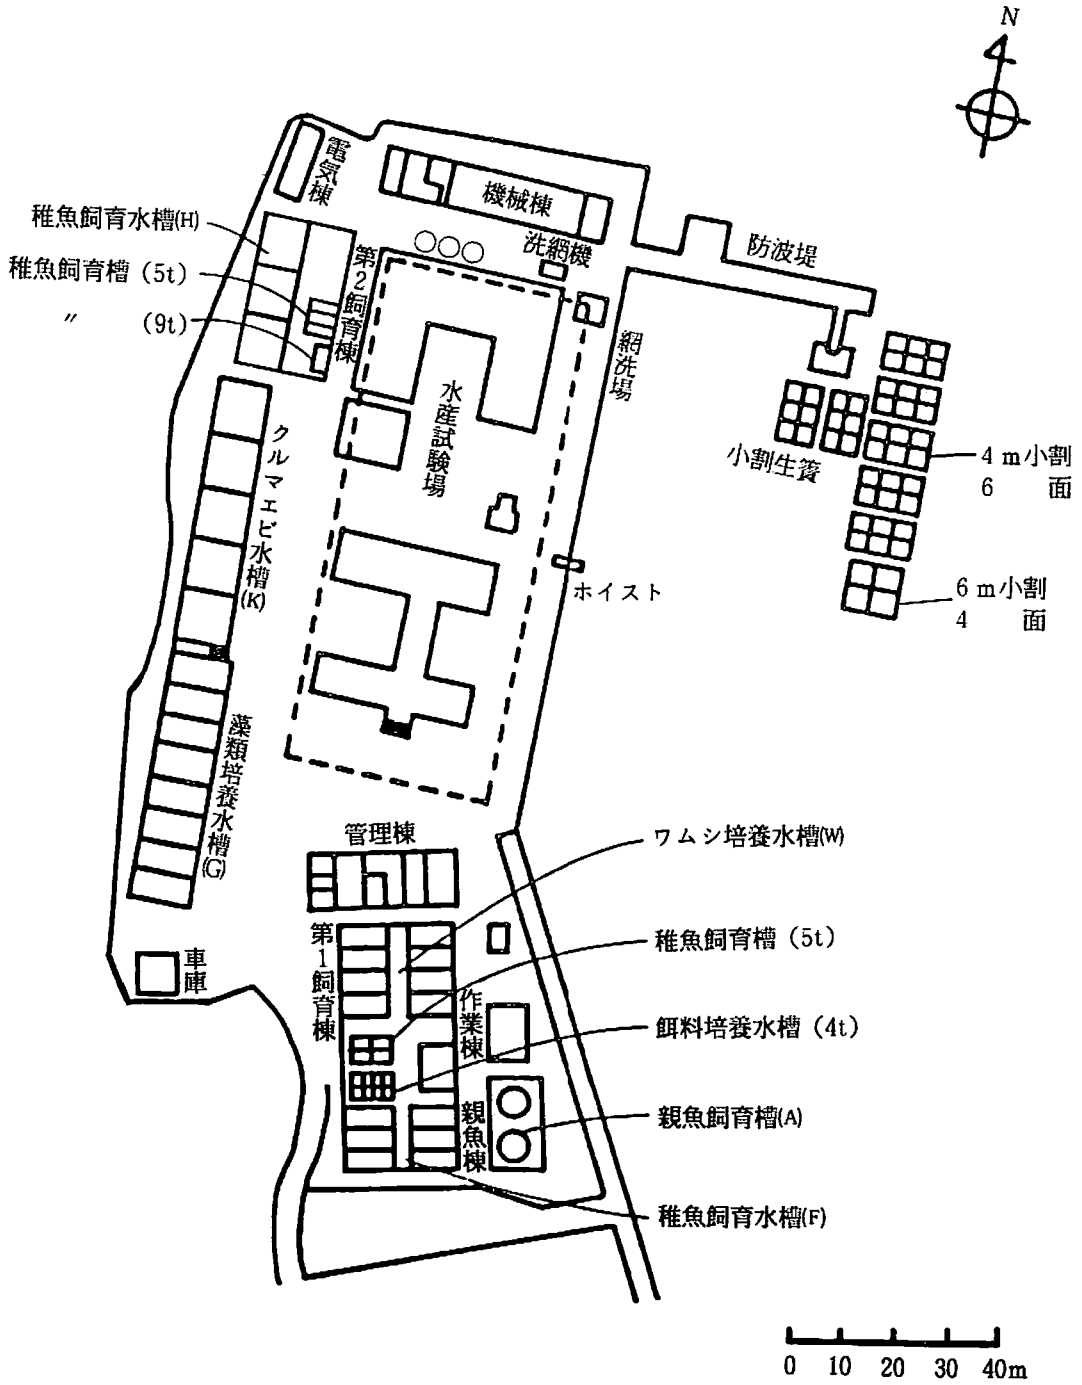 N
電気棟
機械棟
稚魚飼育水槽(H)
洗網機
防波堤
稚魚飼育槽（5t）
〃　　　（9t）
第2飼育棟
網洗場
水産試験場
小割生簀
4m小割
6　面
クルマエビ水槽(K)
ホイスト
6m小割
4　面
藻類培養水槽(G)
管理棟
ワムシ培養水槽(W)
第1飼育棟
稚魚飼育槽（5t）
車庫
作業棟
餌料培養水槽（4t）
親魚棟
親魚飼育槽(A)
稚魚飼育水槽(F)
0 10 20 30 40m